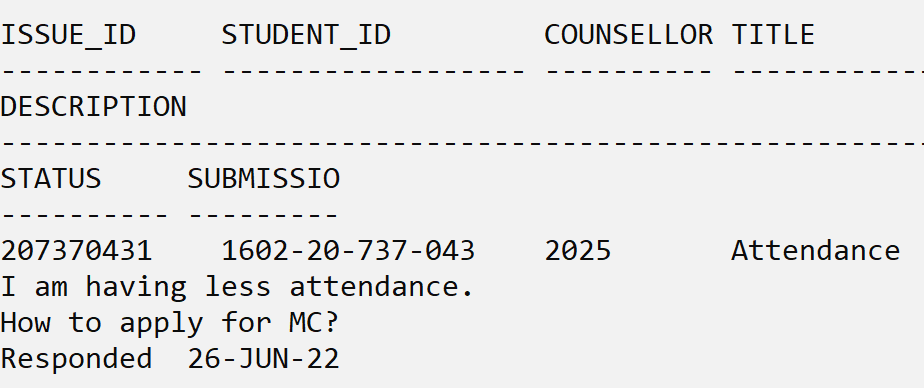 ISSUE_ID     STUDENT_ID         COUNSELLOR TITLE
------------ ------------------ ---------- ------------
DESCRIPTION
-------------------------------------------------------
STATUS     SUBMISSIO
---------- ---------
207370431    1602-20-737-043    2025       Attendance
I am having less attendance.
How to apply for MC?
Responded  26-JUN-22